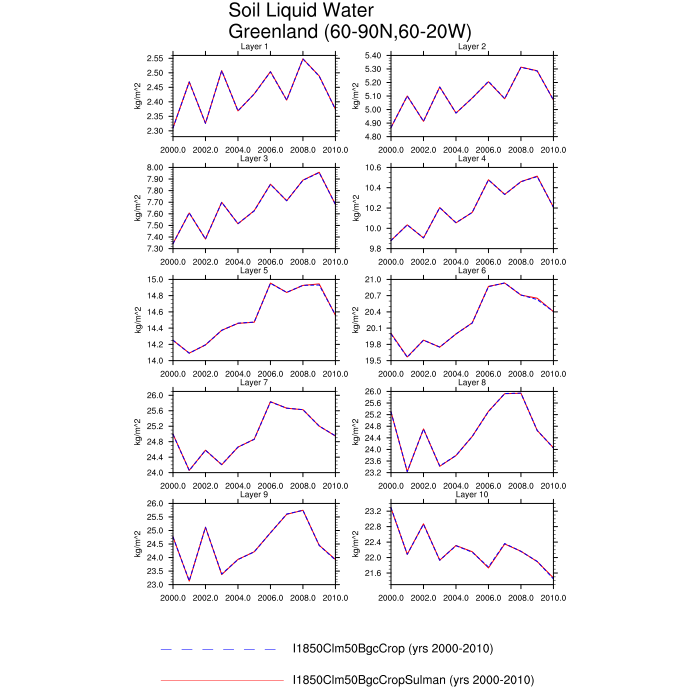 Soil Liquid Water
Greenland (60-90N,60-20W)
Layer 1
kg/m^2
2.55
2.50
2.45
2.40
2.35
2.30
2000.0 2002.0 2004.0 2006.0 2008.0 2010.0
Layer 2
kg/m^2
5.40
5.30
5.20
5.10
5.00
4.90
4.80
2000.0 2002.0 2004.0 2006.0 2008.0 2010.0
Layer 3
kg/m^2
8.00
7.90
7.80
7.70
7.60
7.50
7.40
7.30
2000.0 2002.0 2004.0 2006.0 2008.0 2010.0
Layer 4
kg/m^2
10.6
10.4
10.2
10.0
9.8
2000.0 2002.0 2004.0 2006.0 2008.0 2010.0
Layer 5
kg/m^2
15.0
14.8
14.6
14.4
14.2
14.0
2000.0 2002.0 2004.0 2006.0 2008.0 2010.0
Layer 6
kg/m^2
21.0
20.7
20.4
20.1
19.8
19.5
2000.0 2002.0 2004.0 2006.0 2008.0 2010.0
Layer 7
kg/m^2
26.0
25.6
25.2
24.8
24.4
24.0
2000.0 2002.0 2004.0 2006.0 2008.0 2010.0
Layer 8
kg/m^2
26.0
25.6
25.2
24.8
24.4
24.0
23.6
23.2
2000.0 2002.0 2004.0 2006.0 2008.0 2010.0
Layer 9
kg/m^2
26.0
25.5
25.0
24.5
24.0
23.5
23.0
2000.0 2002.0 2004.0 2006.0 2008.0 2010.0
Layer 10
kg/m^2
23.2
22.8
22.4
22.0
21.6
2000.0 2002.0 2004.0 2006.0 2008.0 2010.0
I1850Clm50BgcCrop (yrs 2000-2010)
I1850Clm50BgcCropSulman (yrs 2000-2010)